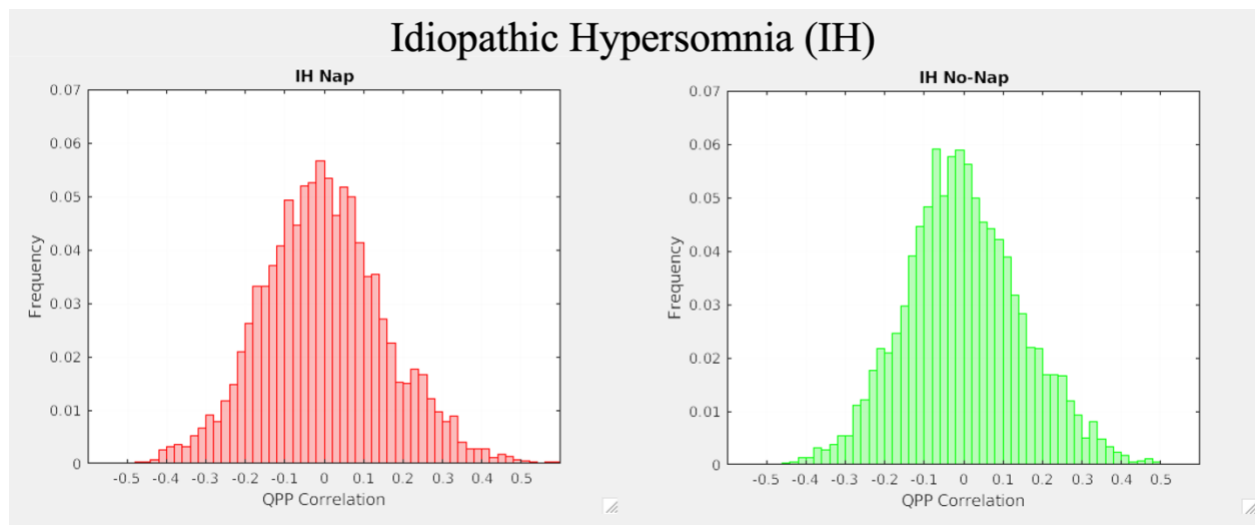 Idiopathic Hypersomnia (IH)
IH Nap
0.07
0.06
0.05
0.04
0.03
0.02
0.01
0
Frequency
-0.5 -0.4 -0.3 -0.2 -0.1 0 0.1 0.2 0.3 0.4 0.5
QPP Correlation
IH No-Nap
0.07
0.06
0.05
0.04
0.03
0.02
0.01
0
Frequency
-0.5 -0.4 -0.3 -0.2 -0.1 0 0.1 0.2 0.3 0.4 0.5
QPP Correlation